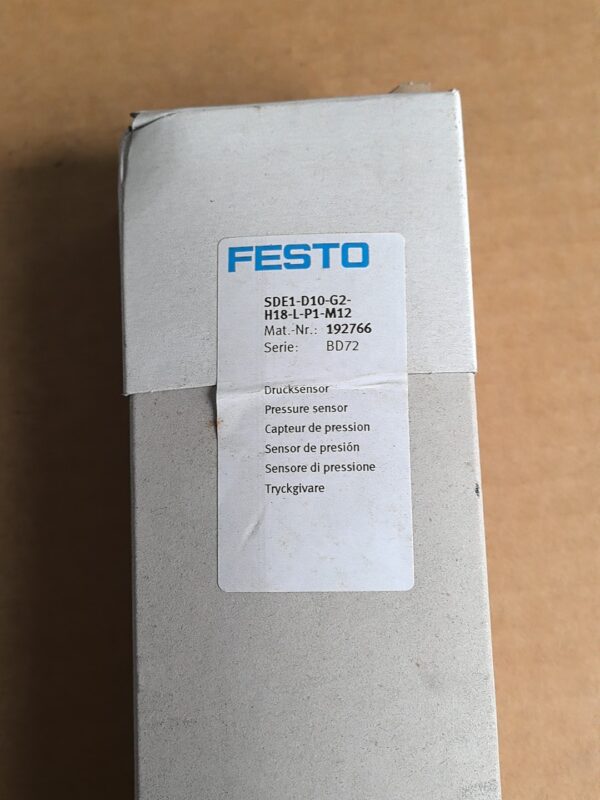 FESTO
SDE1-D10-G2-
H18-L-P1-M12
Mat.-Nr.: 192766
Serie: BD72
Drucksensor
Pressure sensor
Capteur de pression
Sensor de presión
Sensore di pressione
Tryckgivare